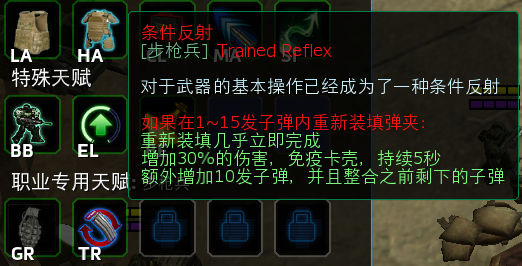 条件反射
[步枪兵] Trained Reflex
对于武器的基本操作已经成为了一种条件反射
如果在1~15发子弹内重新装填弹夹:
重新装填几乎立即完成
增加30%的伤害, 免疫卡壳, 持续5秒
额外增加10发子弹, 并且整合之前剩下的子弹
LA
HA
MA
特殊天赋
BB
EL
职业专用天赋:
GR
TR